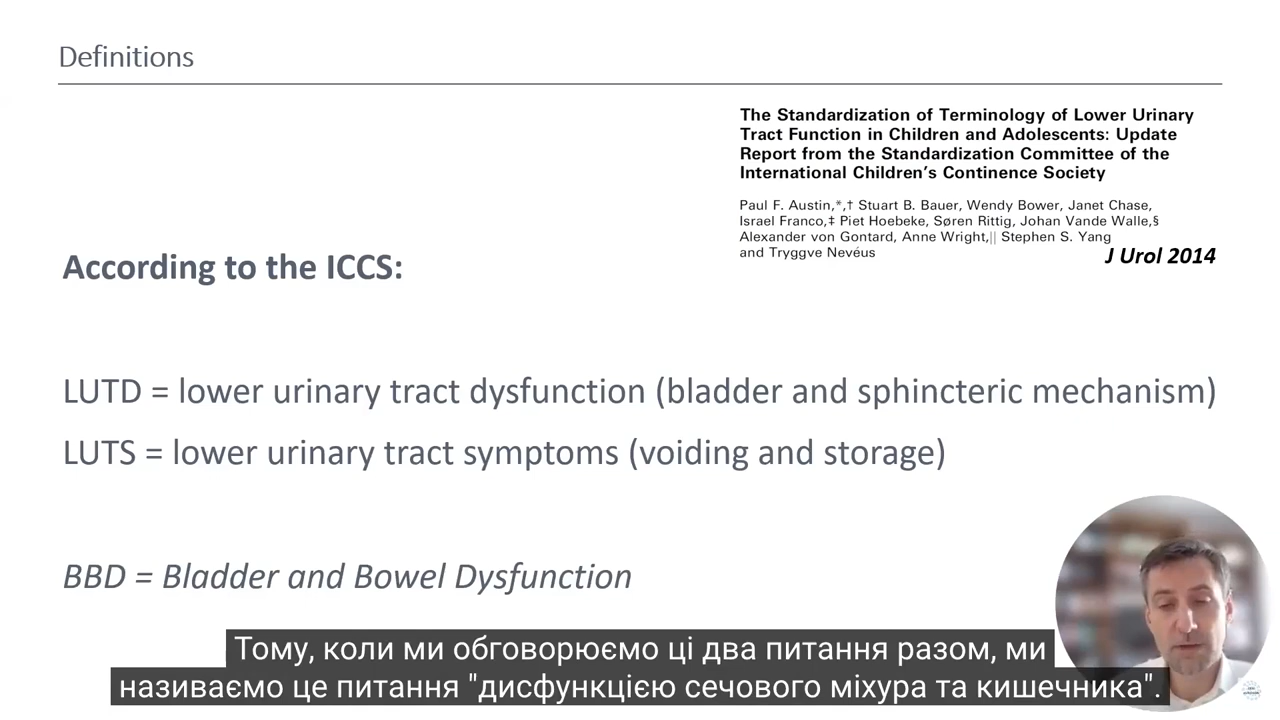 Definitions
The Standardization of Terminology of Lower Urinary
Tract Function in Children and Adolescents: Update
Report from the Standardization Committee of the
International Children's Continence Society
Paul F. Austin,*,† Stuart B. Bauer, Wendy Bower, Janet Chase,
Israel Franco,‡ Piet Hoebeke, Søren Rittig, Johan Vande Walle,§
Alexander von Gontard, Anne Wright,|| Stephen S. Yang
and Tryggve Nevéus
J Urol 2014
According to the ICCS:
LUTD = lower urinary tract dysfunction (bladder and sphincteric mechanism)
LUTS = lower urinary tract symptoms (voiding and storage)
BBD = Bladder and Bowel Dysfunction
Тому, коли ми обговорюємо ці два питання разом, ми
називаємо це питання "дисфункцією сечового міхура та кишечника".